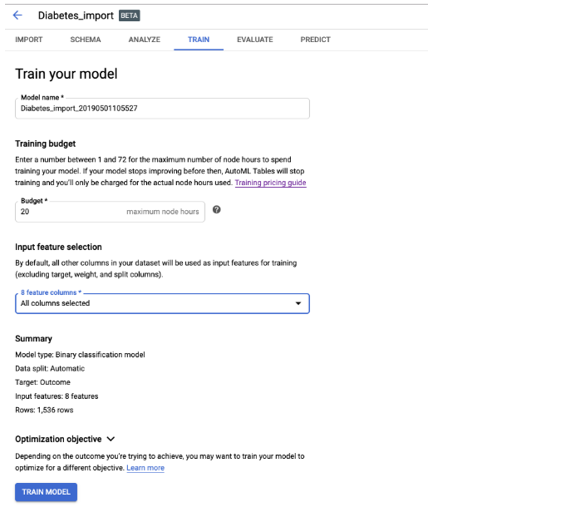 Diabetes_import BETA
IMPORT SCHEMA ANALYZE TRAIN EVALUATE PREDICT
Train your model
Model name *
Diabetes_import_20190501105527
Training budget
Enter a number between 1 and 72 for the maximum number of node hours to spend
training your model. If your model stops improving before then, AutoML Tables will stop
training and you'll only be charged for the actual node hours used. Training pricing guide
Budget *
20 maximum node hours
Input feature selection
By default, all other columns in your dataset will be used as input features for training
(excluding target, weight, and split columns).
8 feature columns *
All columns selected
Summary
Model type: Binary classification model
Data split: Automatic
Target: Outcome
Input features: 8 features
Rows: 1,536 rows
Optimization objective
Depending on the outcome you're trying to achieve, you may want to train your model to
optimize for a different objective. Learn more
TRAIN MODEL